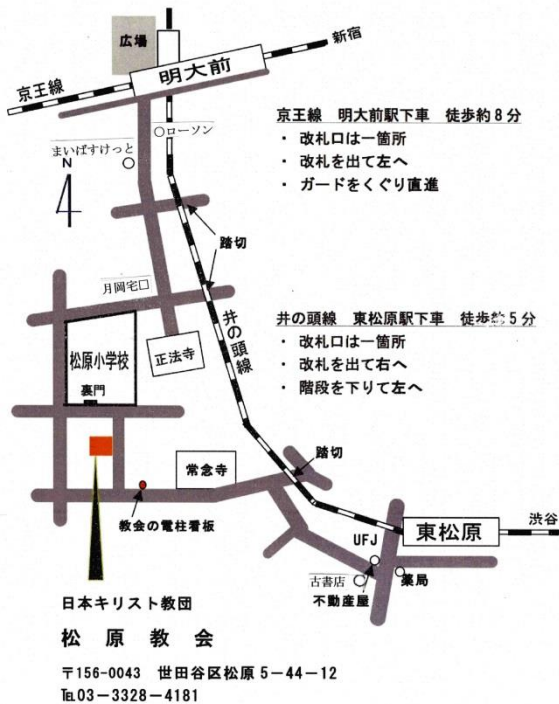 広場
新宿
明大前
京王線
○ローソン
まいばすけっと
N
京王線 明大前駅下車 徒歩約8分
・ 改札口は一箇所
・ 改札を出て左へ
・ ガードをくぐり直進
踏切
月岡宅□
井の頭線
井の頭線 東松原駅下車 徒歩約5分
・ 改札口は一箇所
・ 改札を出て右へ
・ 階段を下りて左へ
松原小学校
裏門
正法寺
常念寺
踏切
教会の電柱看板
東松原
渋谷
UFJ
古書店
薬局
不動産屋
日本キリスト教団
松原教会
〒156-0043 世田谷区松原5-44-12
℡03-3328-4181